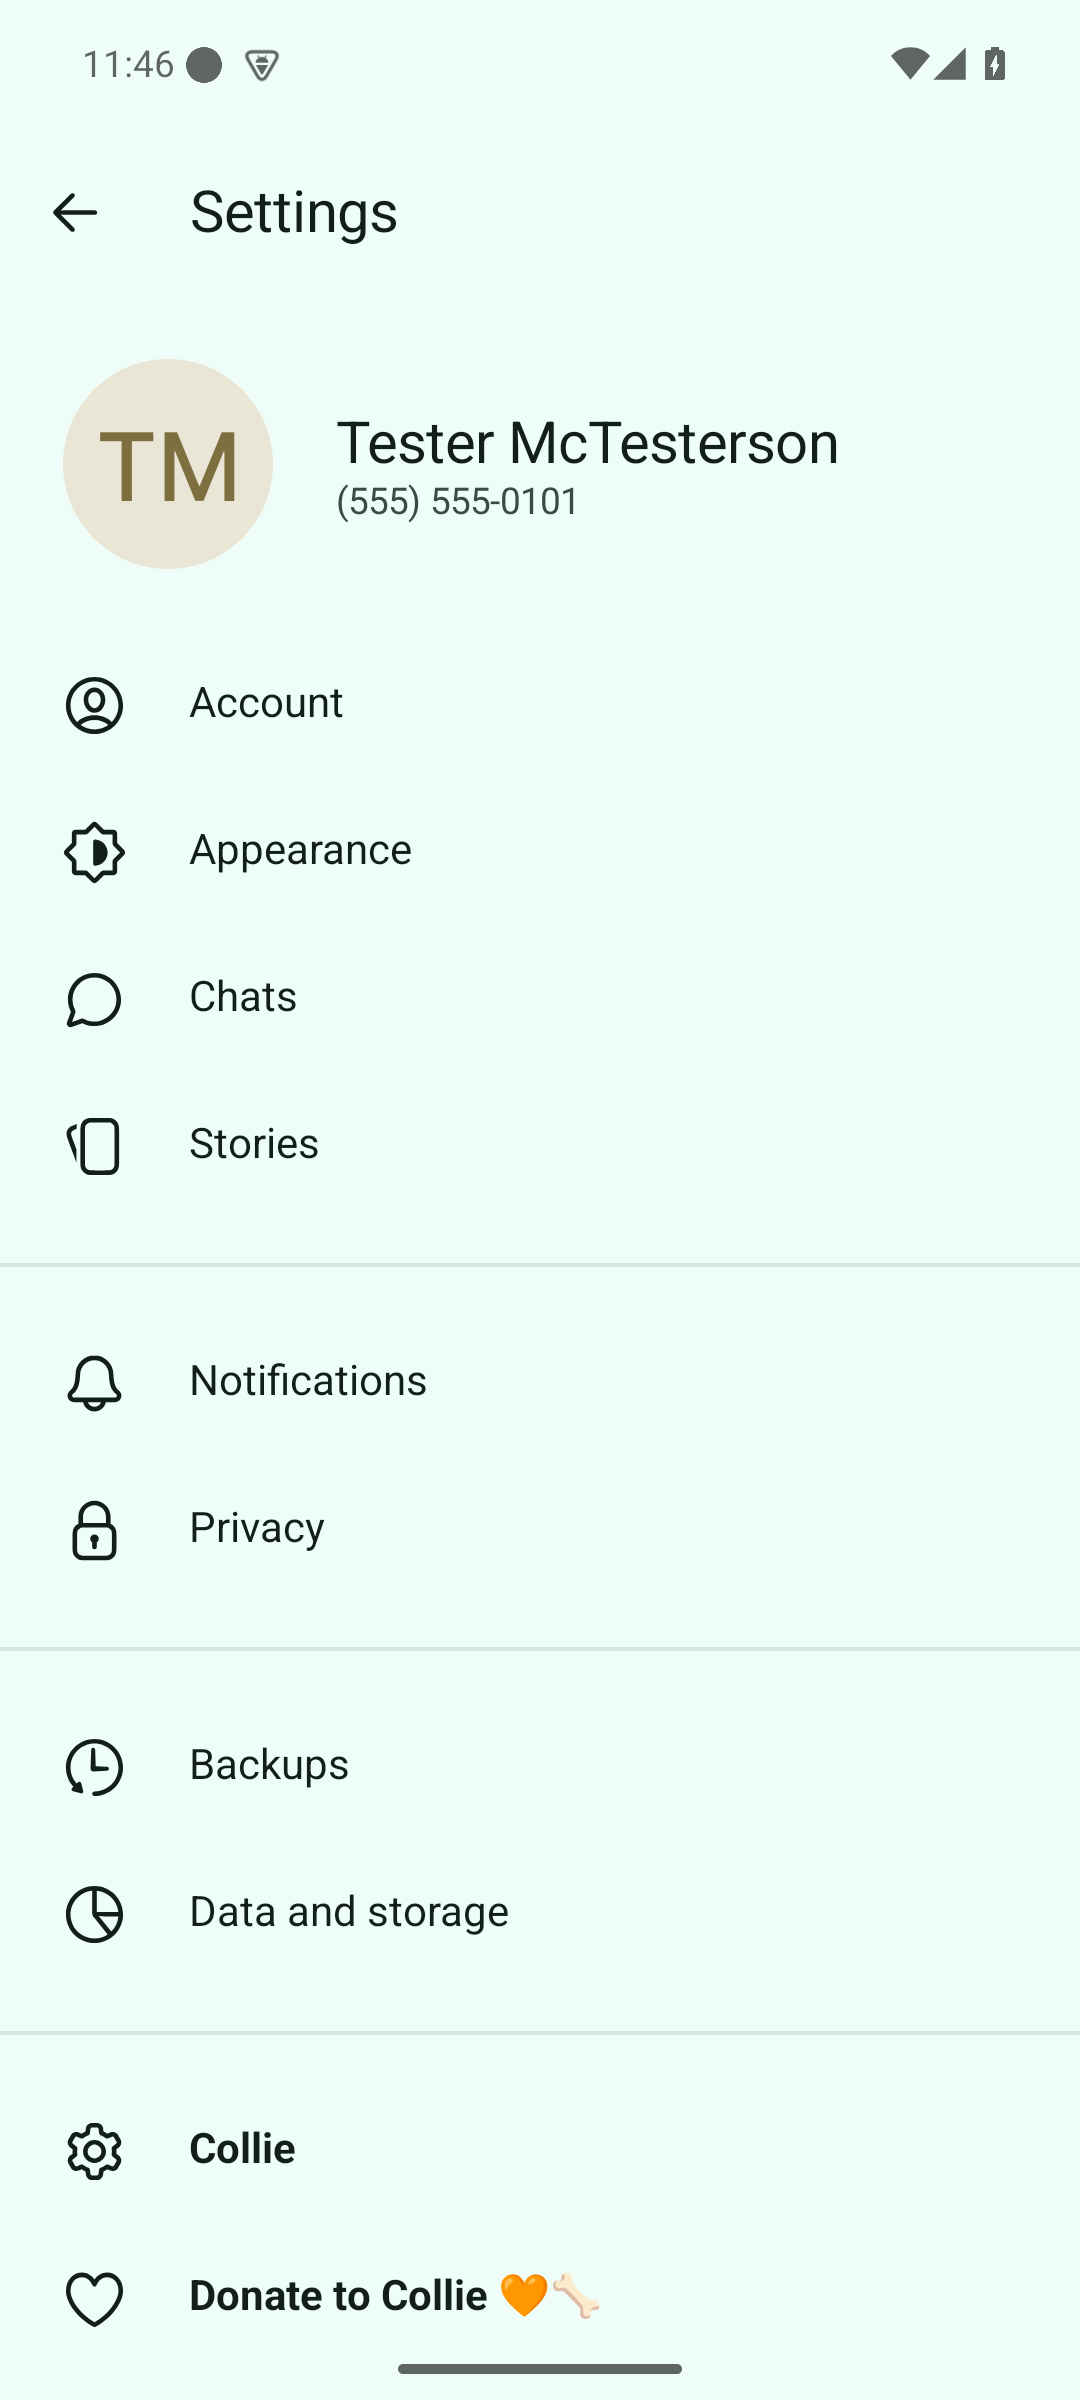 11:46
Settings
TM
Tester McTesterson
(555) 555-0101
Account
Appearance
Chats
Stories
Notifications
Privacy
Backups
Data and storage
Collie
Donate to Collie 🧡🦴